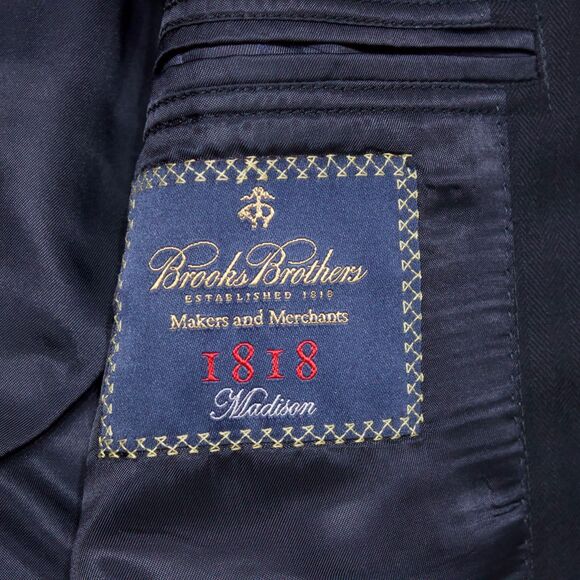 Brooks Brothers
ESTABLISHED 1818
Makers and Merchants
1818
Madison